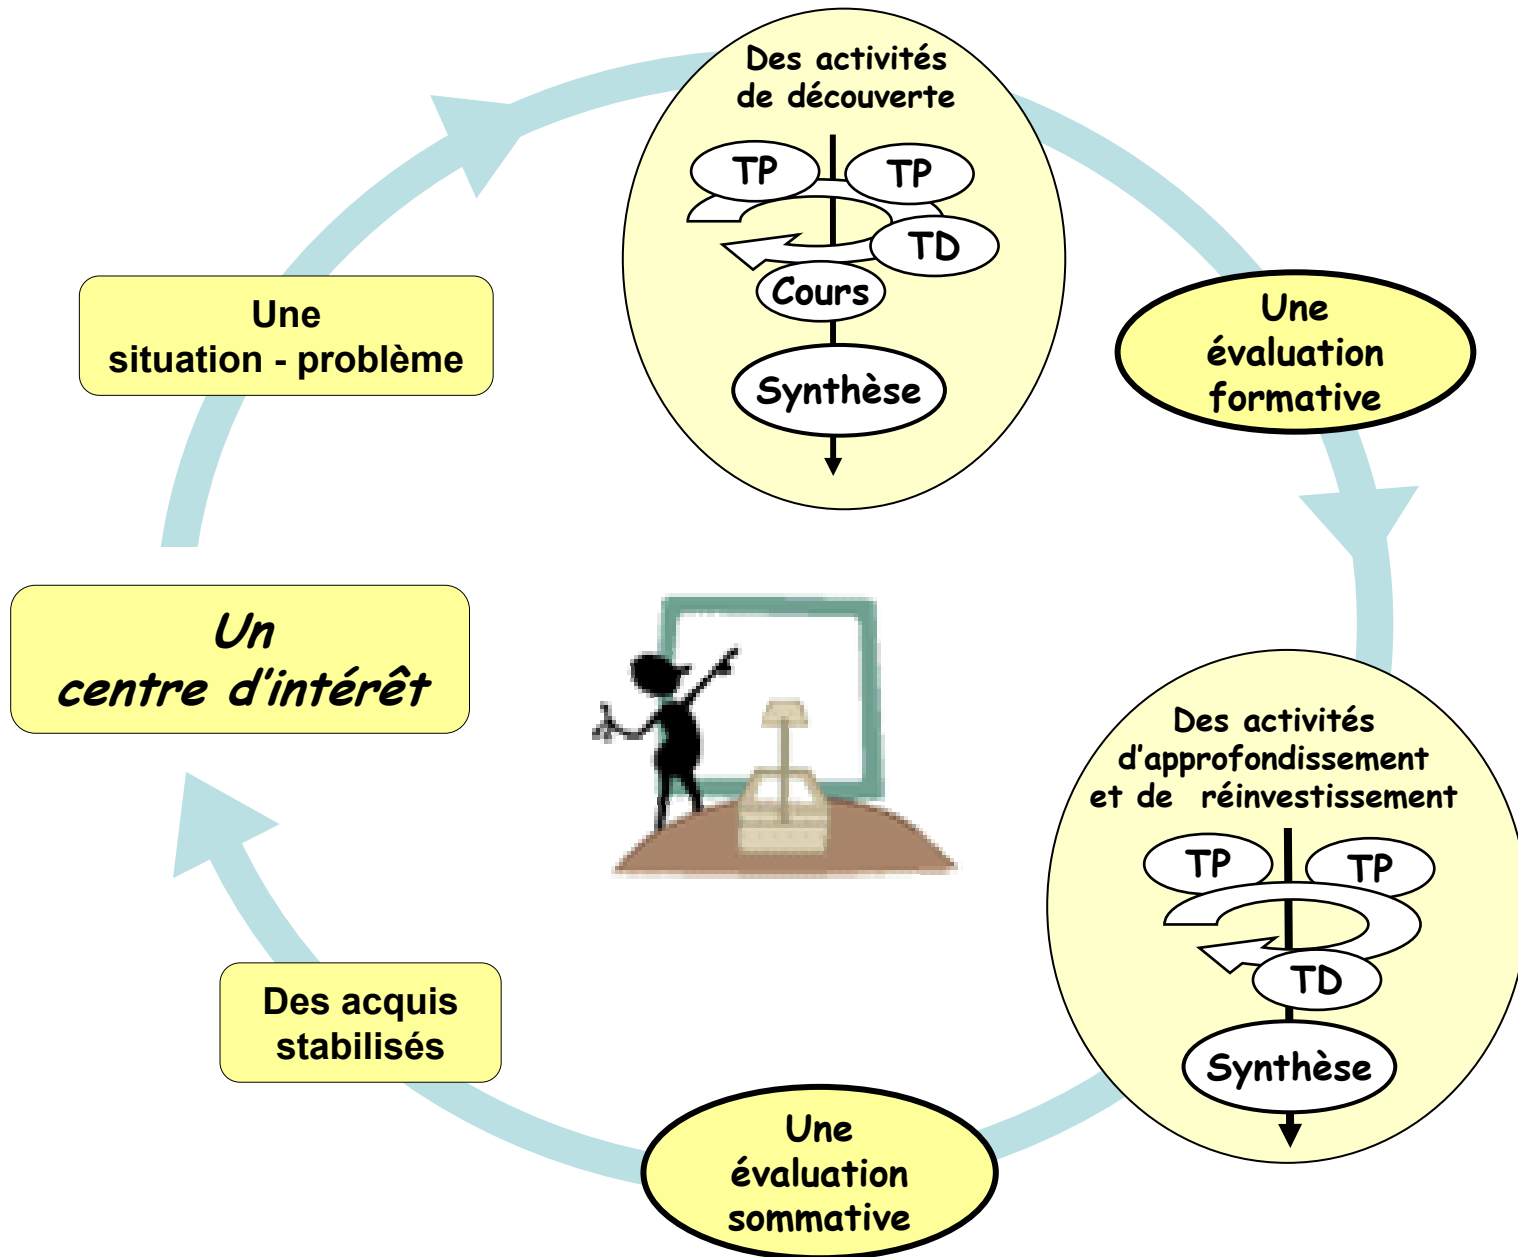 Des activités
de découverte
TP
TP
TD
Cours
Synthèse
Une
situation - problème
Une
évaluation
formative
Un
centre d'intérêt
Des activités
d'approfondissement
et de réinvestissement
TP
TP
TD
Synthèse
Des acquis
stabilisés
Une
évaluation
sommative